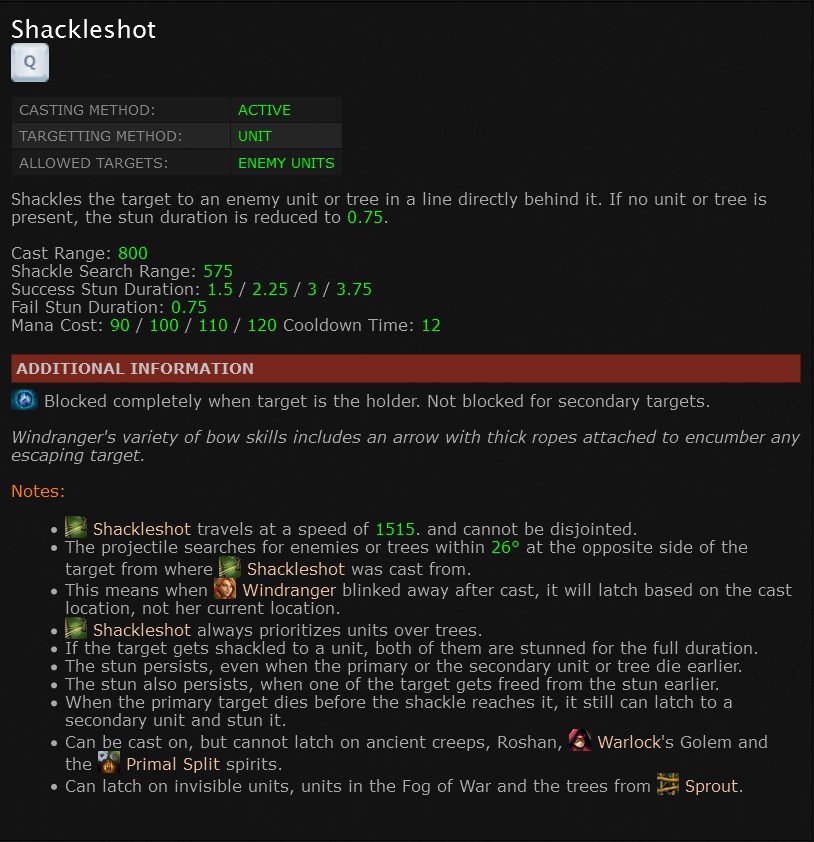 Shackleshot
Q
CASTING METHOD: ACTIVE
TARGETTING METHOD: UNIT
ALLOWED TARGETS: ENEMY UNITS
Shackles the target to an enemy unit or tree in a line directly behind it. If no unit or tree is
present, the stun duration is reduced to 0.75.
Cast Range: 800
Shackle Search Range: 575
Success Stun Duration: 1.5 / 2.25 / 3 / 3.75
Fail Stun Duration: 0.75
Mana Cost: 90 / 100 / 110 / 120 Cooldown Time: 12
ADDITIONAL INFORMATION
Blocked completely when target is the holder. Not blocked for secondary targets.
Windranger's variety of bow skills includes an arrow with thick ropes attached to encumber any
escaping target.
Notes:
• Shackleshot travels at a speed of 1515. and cannot be disjointed.
• The projectile searches for enemies or trees within 26° at the opposite side of the
target from where Shackleshot was cast from.
• This means when Windranger blinked away after cast, it will latch based on the cast
location, not her current location.
• Shackleshot always prioritizes units over trees.
• If the target gets shackled to a unit, both of them are stunned for the full duration.
• The stun persists, even when the primary or the secondary unit or tree die earlier.
• The stun also persists, when one of the target gets freed from the stun earlier.
• When the primary target dies before the shackle reaches it, it still can latch to a
secondary unit and stun it.
• Can be cast on, but cannot latch on ancient creeps, Roshan, Warlock's Golem and
the Primal Split spirits.
• Can latch on invisible units, units in the Fog of War and the trees from Sprout.